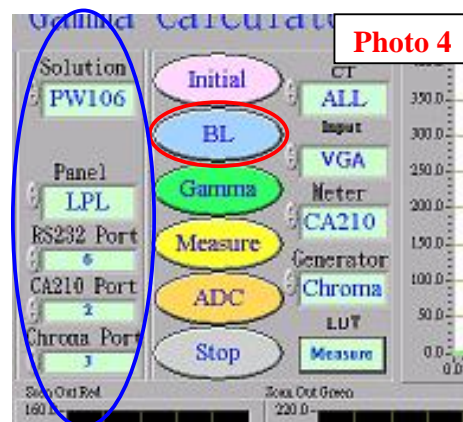 Gamma Calculator
Photo 4
Solution
PW106
Panel
LPL
RS232 Port
6
CA210 Port
2
Chroma Port
3
Initial
BL
Gamma
Measure
ADC
Stop
CT
ALL
Input
VGA
Meter
CA210
Generator
Chroma
LUT
Measure
350.0
300.0
250.0
200.0
150.0
100.0
50.0
0.0
0.0
Scan Out Red
160.0
Scan Out Green
220.0